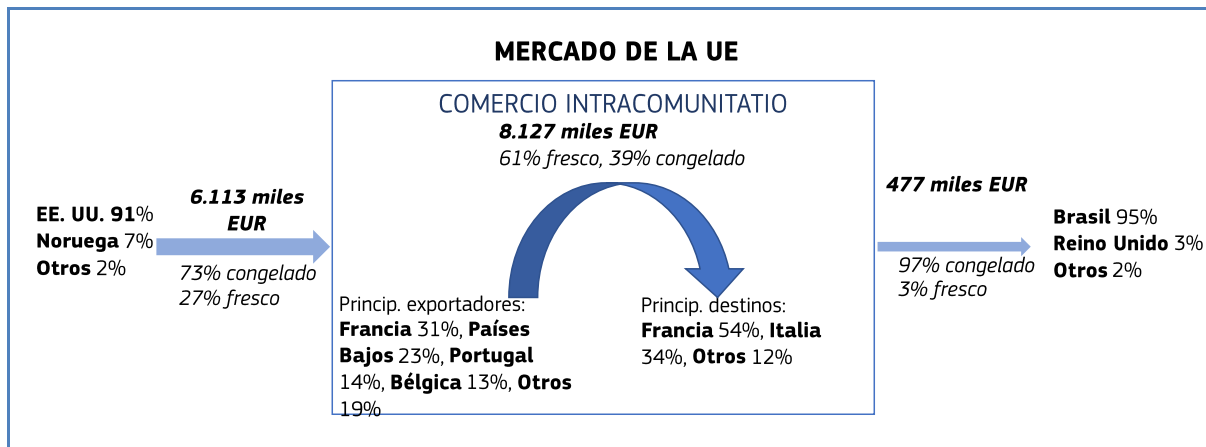 MERCADO DE LA UE
COMERCIO INTRACOMUNITATIO
8.127 miles EUR
61% fresco, 39% congelado
EE. UU. 91%
Noruega 7%
Otros 2%
6.113 miles
EUR
73% congelado
27% fresco
Princip. exportadores:
Francia 31%, Países
Bajos 23%, Portugal
14%, Bélgica 13%, Otros
19%
Princip. destinos:
Francia 54%, Italia
34%, Otros 12%
477 miles EUR
97% congelado
3% fresco
Brasil 95%
Reino Unido 3%
Otros 2%